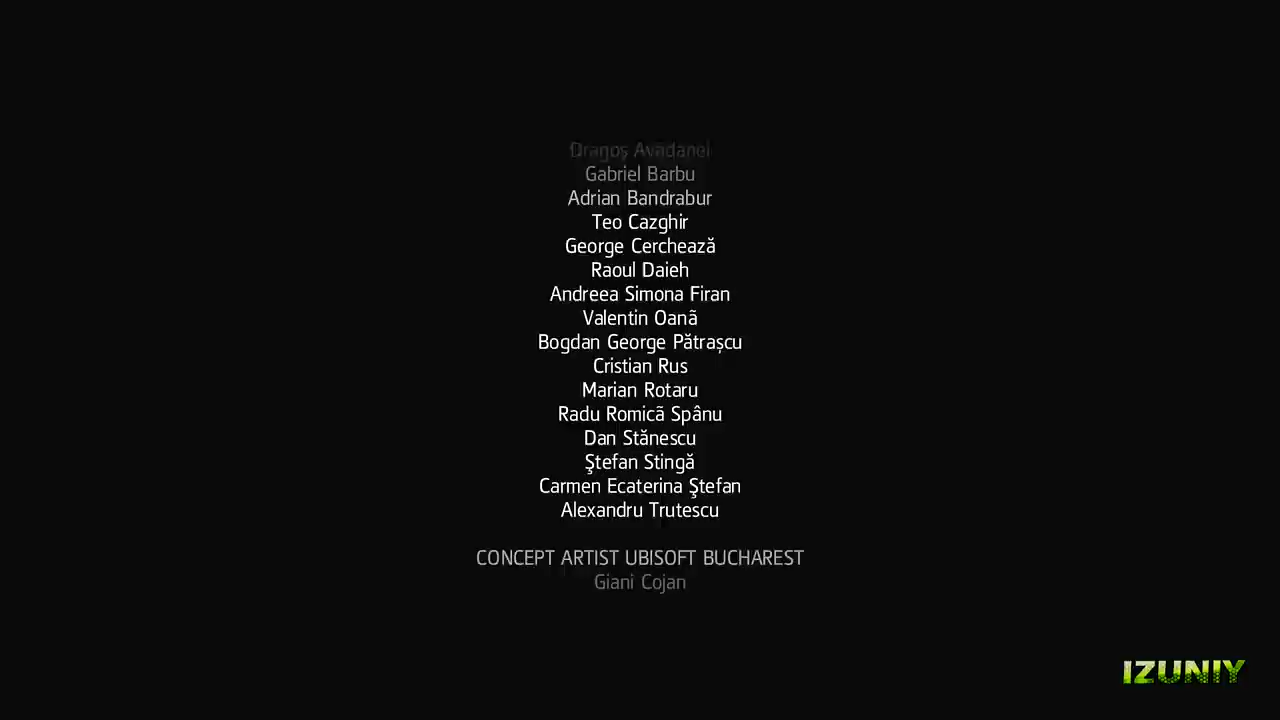 Dragoș Avădanei
Gabriel Barbu
Adrian Bandrabur
Teo Cazghir
George Cerchează
Raoul Daieh
Andreea Simona Firan
Valentin Oanã
Bogdan George Pătrașcu
Cristian Rus
Marian Rotaru
Radu Romicã Spânu
Dan Stănescu
Ştefan Stingă
Carmen Ecaterina Ştefan
Alexandru Trutescu
CONCEPT ARTIST UBISOFT BUCHAREST
Giani Cojan
IZUNIY